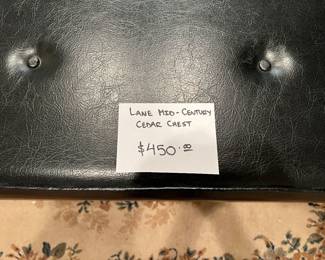 LANE MID-CENTURY
CEDAR CHEST
$450.00